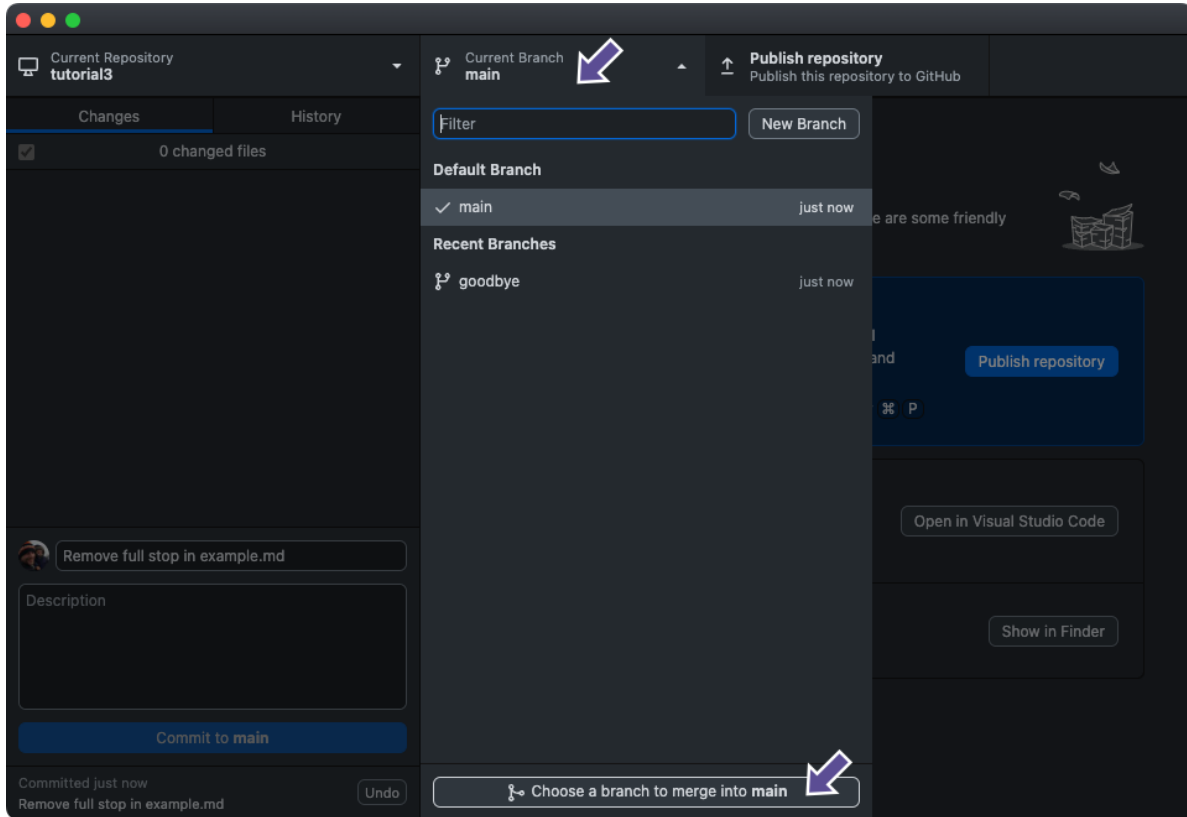 Current Repository
tutorial3
Current Branch
main
Publish repository
Publish this repository to GitHub
Changes
History
0 changed files
Filter
New Branch
Default Branch
main
just now
Recent Branches
goodbye
just now
e are some friendly
and
Publish repository
⌘ P
Open in Visual Studio Code
Show in Finder
Remove full stop in example.md
Description
Commit to main
Committed just now
Remove full stop in example.md
Undo
Choose a branch to merge into main